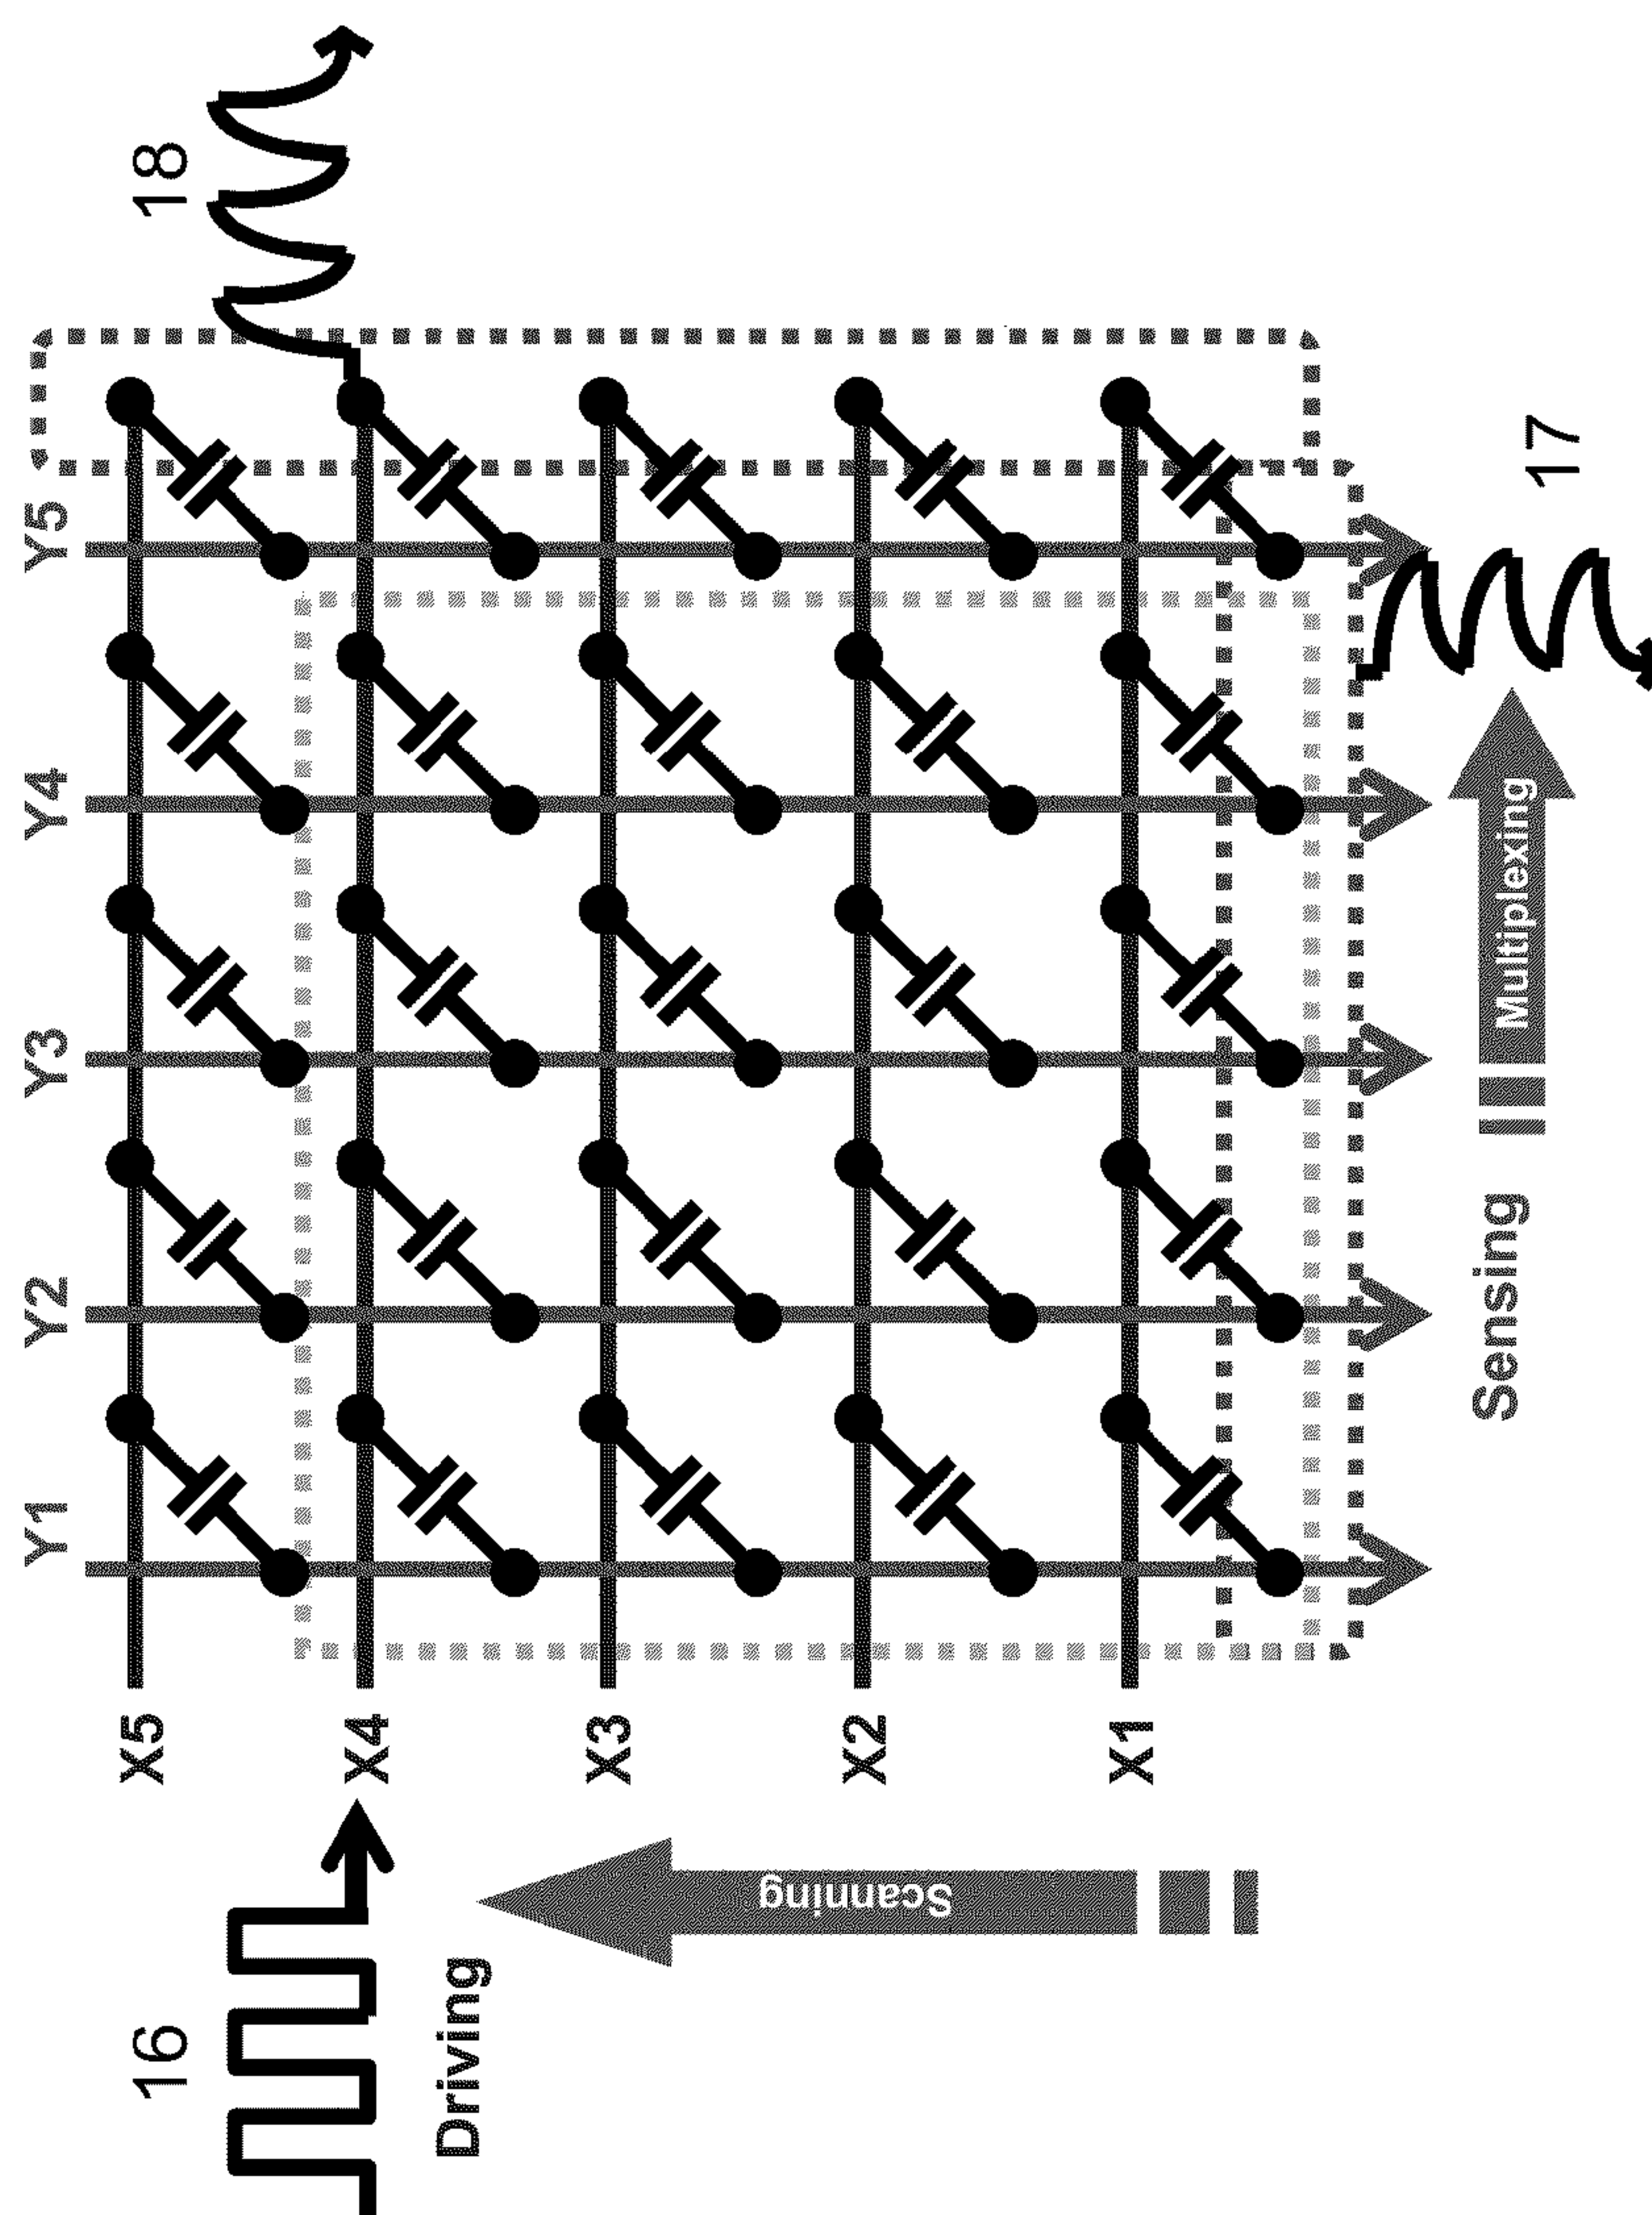 18
Y1
Y2
Y3
Y4
Y5
X5
X4
X3
X2
X1
16
Driving
Scanning
Sensing
Multiplexing
17